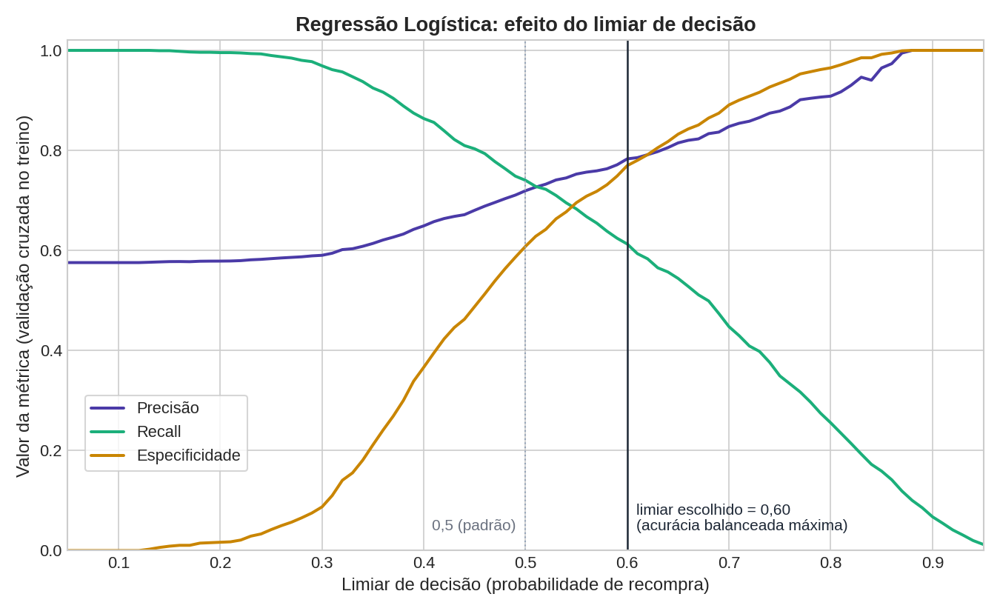 Regressão Logística: efeito do limiar de decisão
Valor da métrica (validação cruzada no treino)
1.0
0.8
0.6
0.4
0.2
0.0
Precisão
Recall
Especificidade
0,5 (padrão)
limiar escolhido = 0,60
(acurácia balanceada máxima)
0.1 0.2 0.3 0.4 0.5 0.6 0.7 0.8 0.9
Limiar de decisão (probabilidade de recompra)